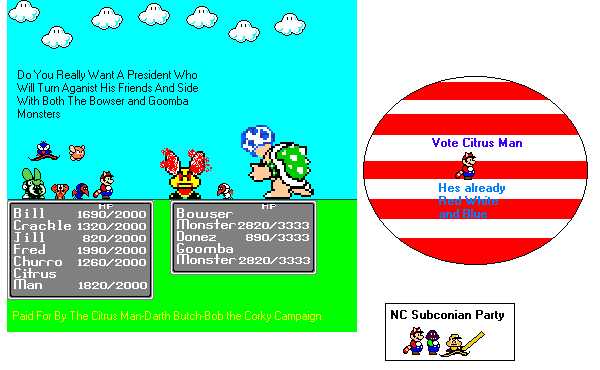 Do You Really Want A President Who
Will Turn Aganist His Friends And Side
With Both The Bowser and Goomba
Monsters
HP
Bill 1690/2000
Crackle 1320/2000
Jill 820/2000
Fred 1990/2000
Churro 1260/2000
Citrus
Man 1820/2000
HP
Bowser
Monster 2820/3333
Donez 890/3333
Goomba
Monster 2820/3333
Paid For By The Citrus Man-Darth Butch-Bob the Corky Campaign
Vote Citrus Man
Hes already
Red White
and Blue
NC Subconian Party